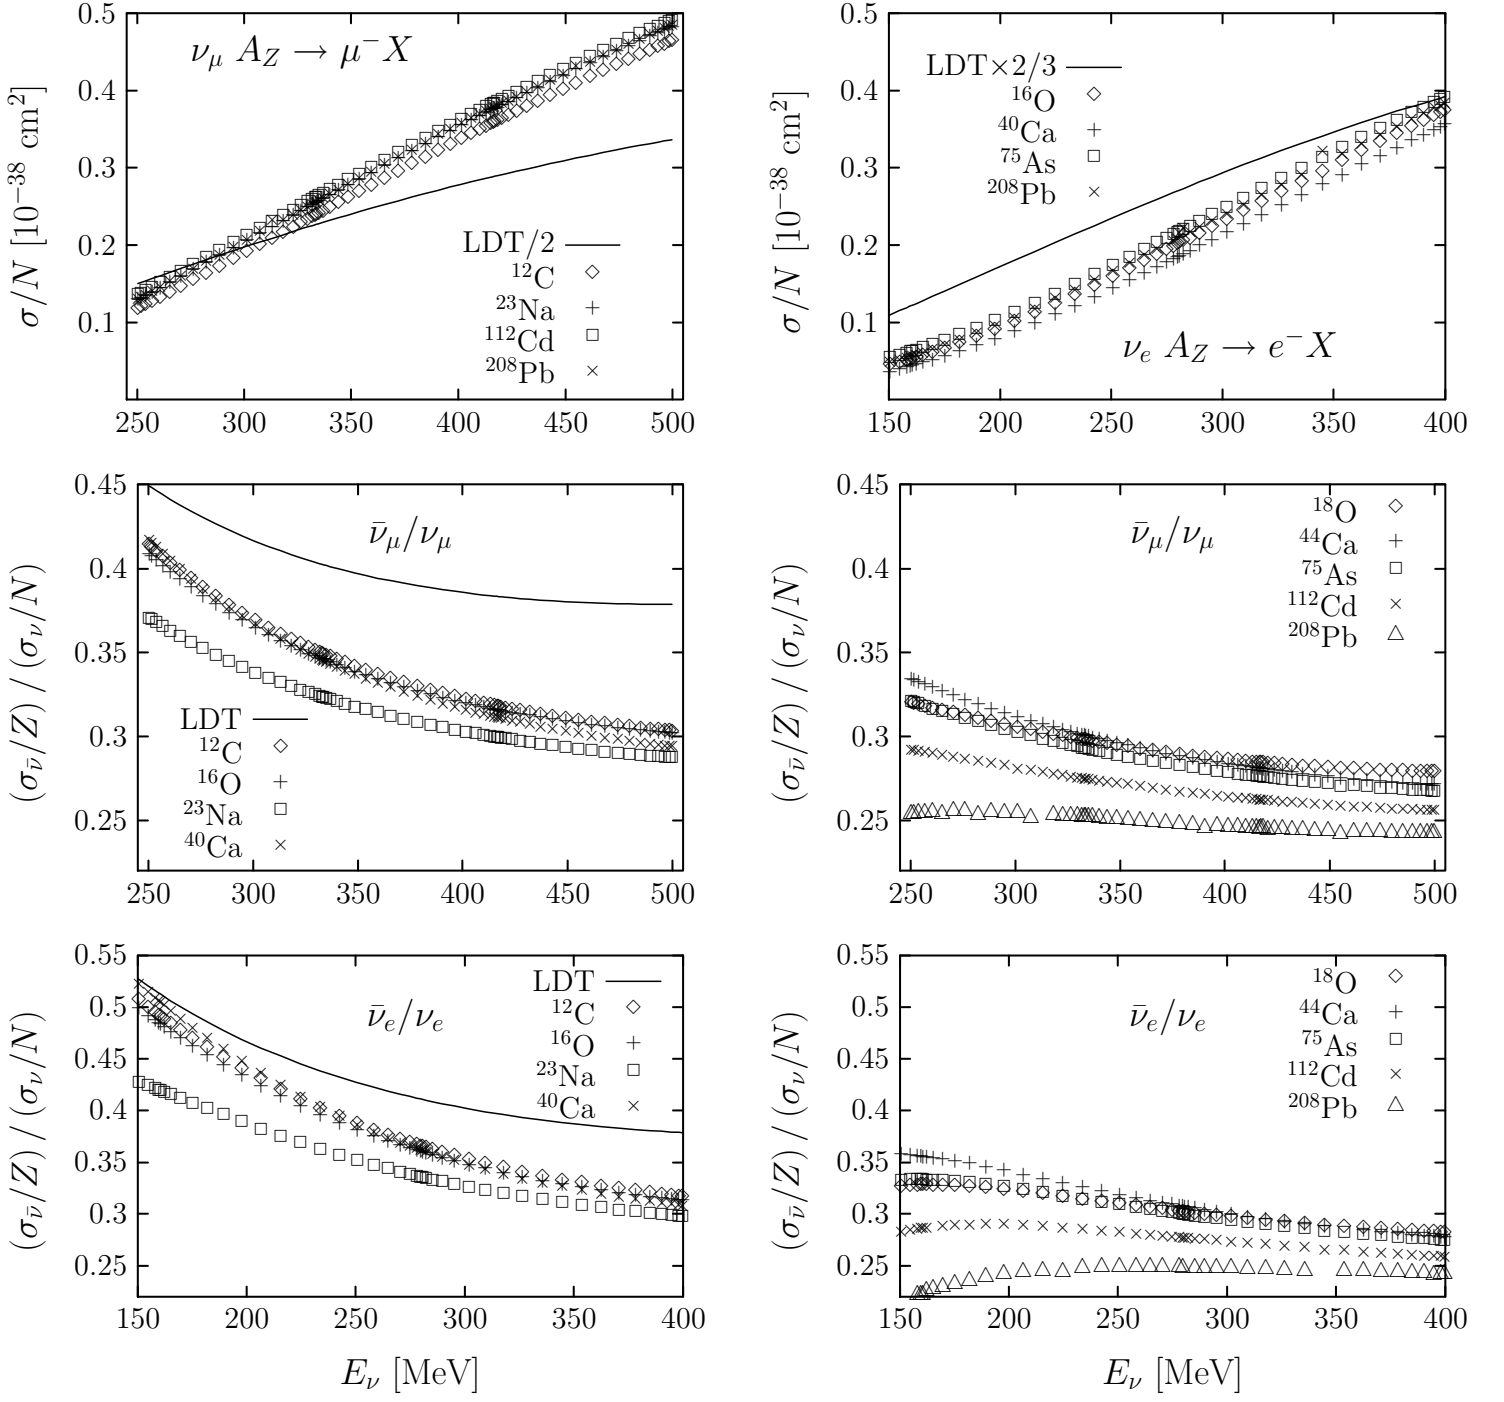 σ/N [10⁻³⁸ cm²]
0.5
0.4
0.3
0.2
0.1
ν_μ A_Z → μ⁻ X
LDT/2
¹²C
²³Na
¹¹²Cd
²⁰⁸Pb
250 300 350 400 450 500
σ/N [10⁻³⁸ cm²]
0.5
0.4
0.3
0.2
0.1
LDT×2/3
¹⁶O
⁴⁰Ca
⁷⁵As
²⁰⁸Pb
ν_e A_Z → e⁻ X
150 200 250 300 350 400
(σ_ν̄/Z) / (σ_ν/N)
0.45
0.4
0.35
0.3
0.25
ν̄_μ/ν_μ
LDT
¹²C
¹⁶O
²³Na
⁴⁰Ca
250 300 350 400 450 500
(σ_ν̄/Z) / (σ_ν/N)
0.45
0.4
0.35
0.3
0.25
ν̄_μ/ν_μ
¹⁸O
⁴⁴Ca
⁷⁵As
¹¹²Cd
²⁰⁸Pb
250 300 350 400 450 500
(σ_ν̄/Z) / (σ_ν/N)
0.55
0.5
0.45
0.4
0.35
0.3
0.25
ν̄_e/ν_e
LDT
¹²C
¹⁶O
²³Na
⁴⁰Ca
150 200 250 300 350 400
E_ν [MeV]
(σ_ν̄/Z) / (σ_ν/N)
0.55
0.5
0.45
0.4
0.35
0.3
0.25
ν̄_e/ν_e
¹⁸O
⁴⁴Ca
⁷⁵As
¹¹²Cd
²⁰⁸Pb
150 200 250 300 350 400
E_ν [MeV]